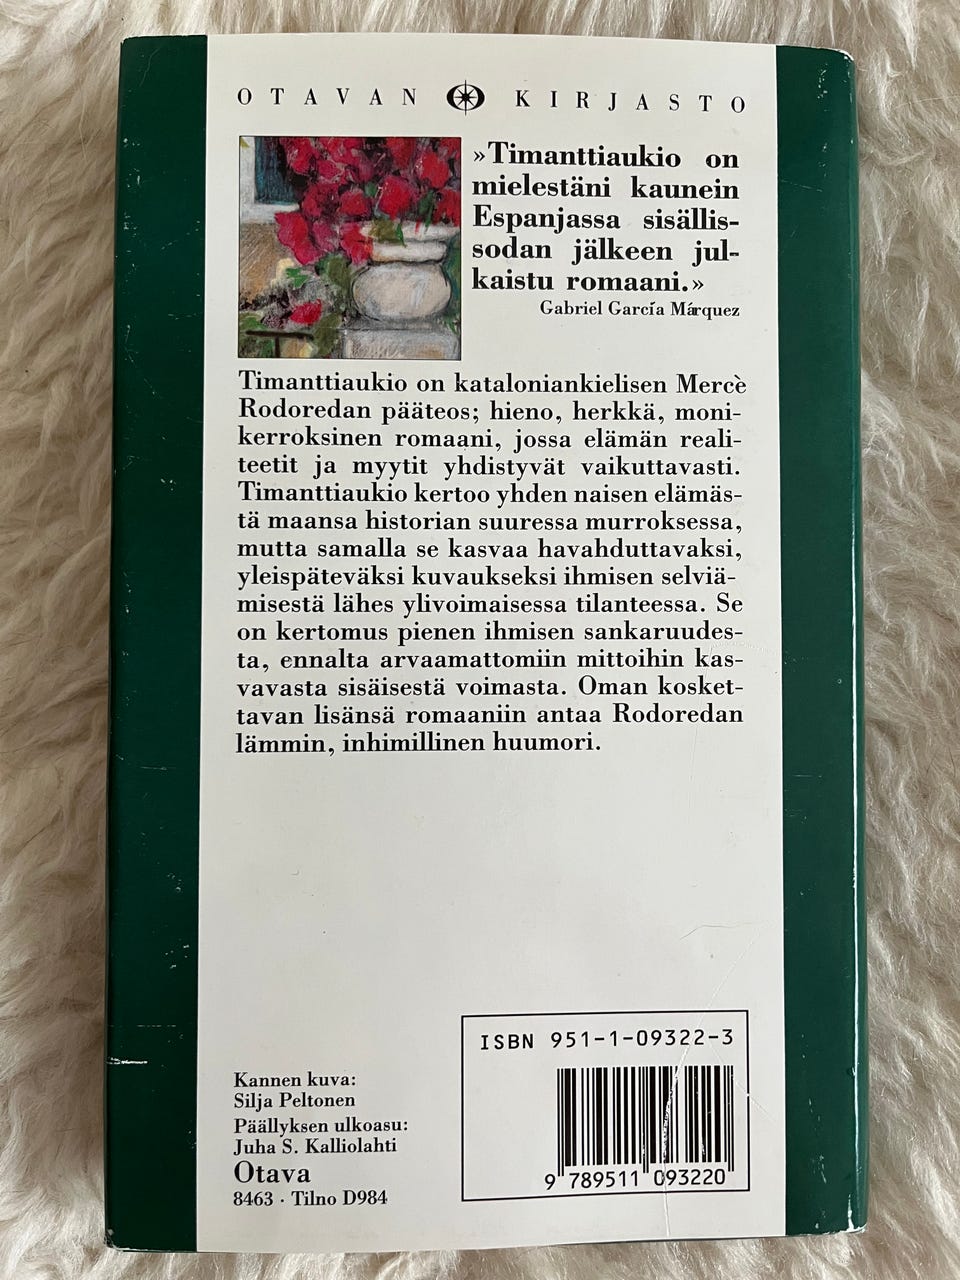 OTAVAN KIRJASTO
»Timanttiaukio on
mielestäni kaunein
Espanjassa sisällis-
sodan jälkeen jul-
kaistu romaani.»
Gabriel García Márquez
Timanttiaukio on kataloniankielisen Mercè
Rodoredan pääteos; hieno, herkkä, moni-
kerroksinen romaani, jossa elämän reali-
teetit ja myytit yhdistyvät vaikuttavasti.
Timanttiaukio kertoo yhden naisen elämäs-
tä maansa historian suuressa murroksessa,
mutta samalla se kasvaa havahduttavaksi,
yleispäteväksi kuvaukseksi ihmisen selviä-
misestä lähes ylivoimaisessa tilanteessa. Se
on kertomus pienen ihmisen sankaruudes-
ta, ennalta arvaamattomiin mittoihin kas-
vavasta sisäisestä voimasta. Oman kosket-
tavan lisänsä romaaniin antaa Rodoredan
lämmin, inhimillinen huumori.
Kannen kuva:
Silja Peltonen
Päällyksen ulkoasu:
Juha S. Kalliolahti
Otava
8463 · Tilno D984
ISBN 951-1-09322-3
9 789511 093220